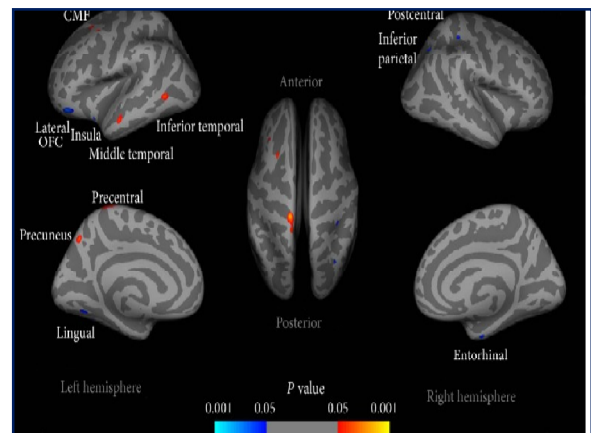 CMF
Postcentral
Inferior
parietal
Anterior
Lateral
OFC
Insula
Middle temporal
Inferior temporal
Precentral
Precuneus
Lingual
Posterior
Entorhinal
Left hemisphere
P value
Right hemisphere
0.001 0.05 0.05 0.001